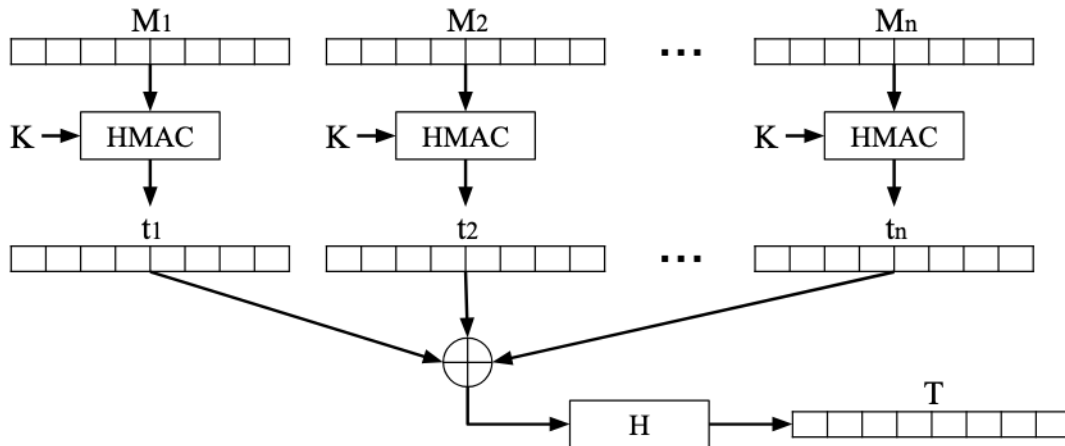 M1 M2 ... Mn
K HMAC K HMAC K HMAC
t1 t2 ... tn
T
H